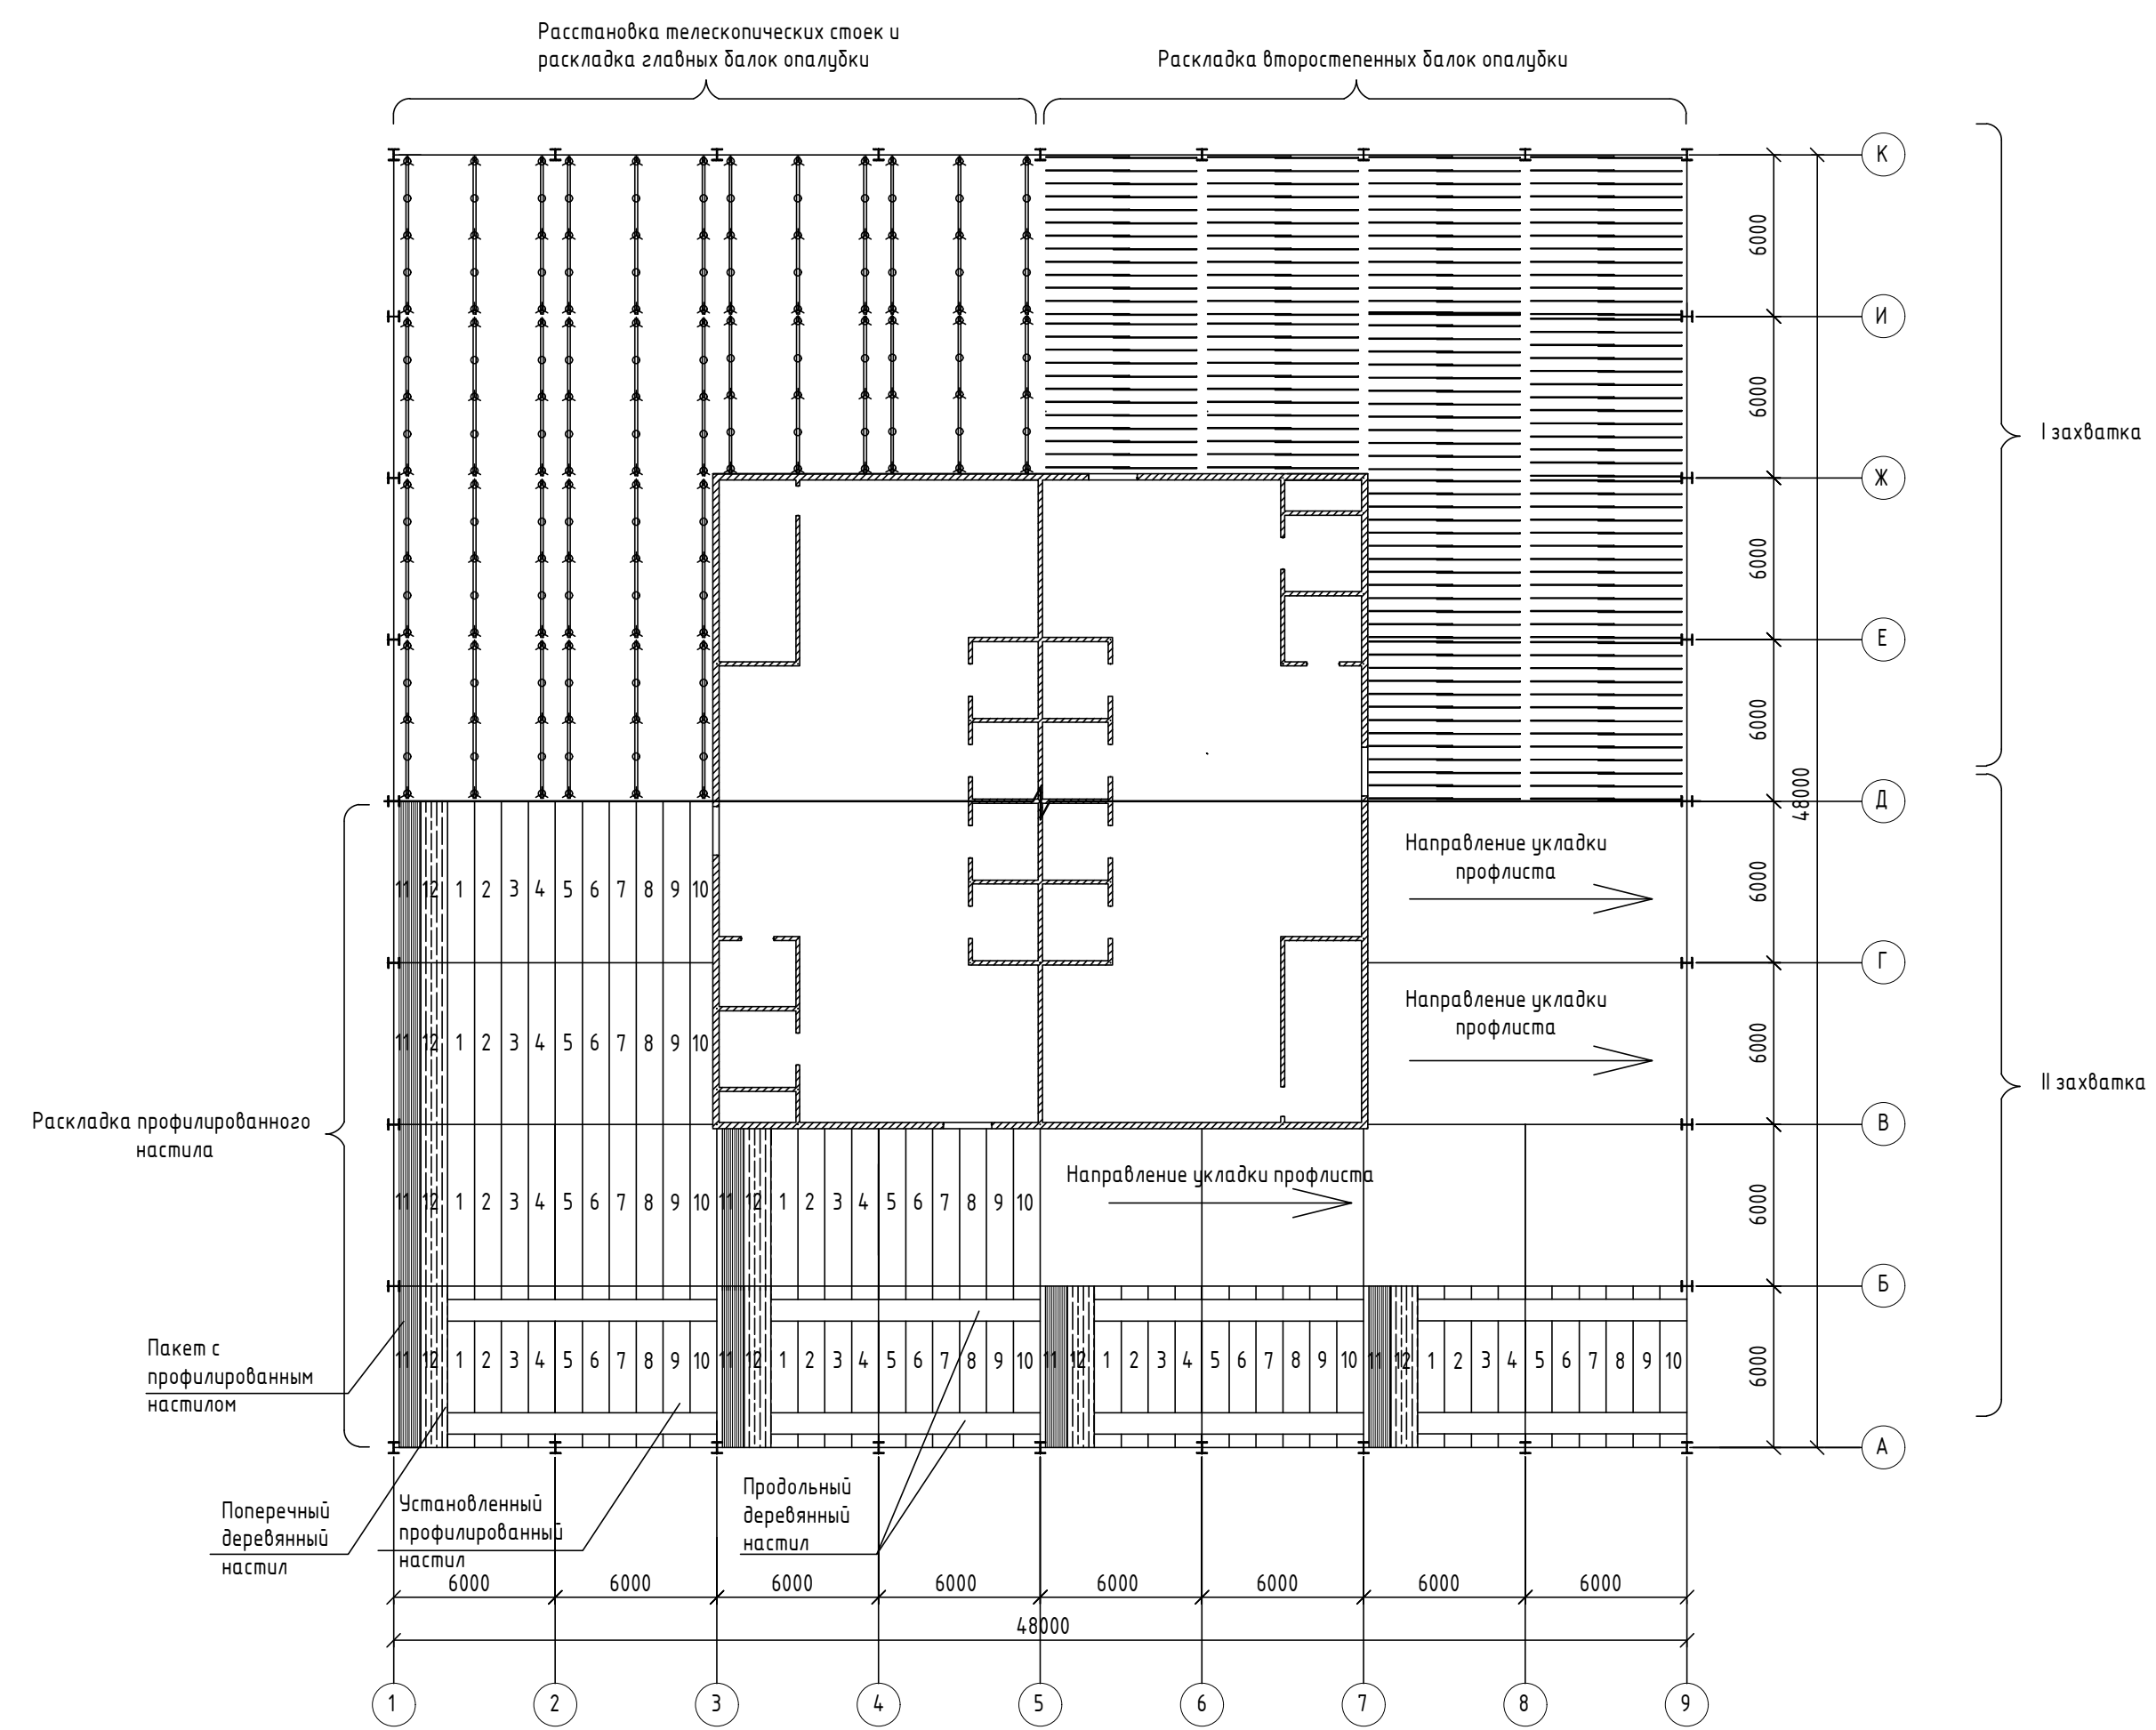 Расстановка телескопических стоек и
раскладка главных балок опалубки
Раскладка второстепенных балок опалубки
К
6000
И
6000
I захватка
Ж
6000
Е
6000
48000
Д
Направление укладки
профлиста
6000
11 12 1 2 3 4 5 6 7 8 9 10
Г
Направление укладки
профлиста
6000
11 12 1 2 3 4 5 6 7 8 9 10
II захватка
Раскладка профилированного
настила
В
Направление укладки профлиста
6000
11 12 1 2 3 4 5 6 7 8 9 10 11 12 1 2 3 4 5 6 7 8 9 10
Б
Пакет с
профилированным
настилом
6000
11 12 1 2 3 4 5 6 7 8 9 10 11 12 1 2 3 4 5 6 7 8 9 10 11 12 1 2 3 4 5 6 7 8 9 10 11 12 1 2 3 4 5 6 7 8 9 10
А
Поперечный
деревянный
настил
Установленный
профилированный
настил
Продольный
деревянный
настил
6000 6000 6000 6000 6000 6000 6000 6000
48000
1 2 3 4 5 6 7 8 9